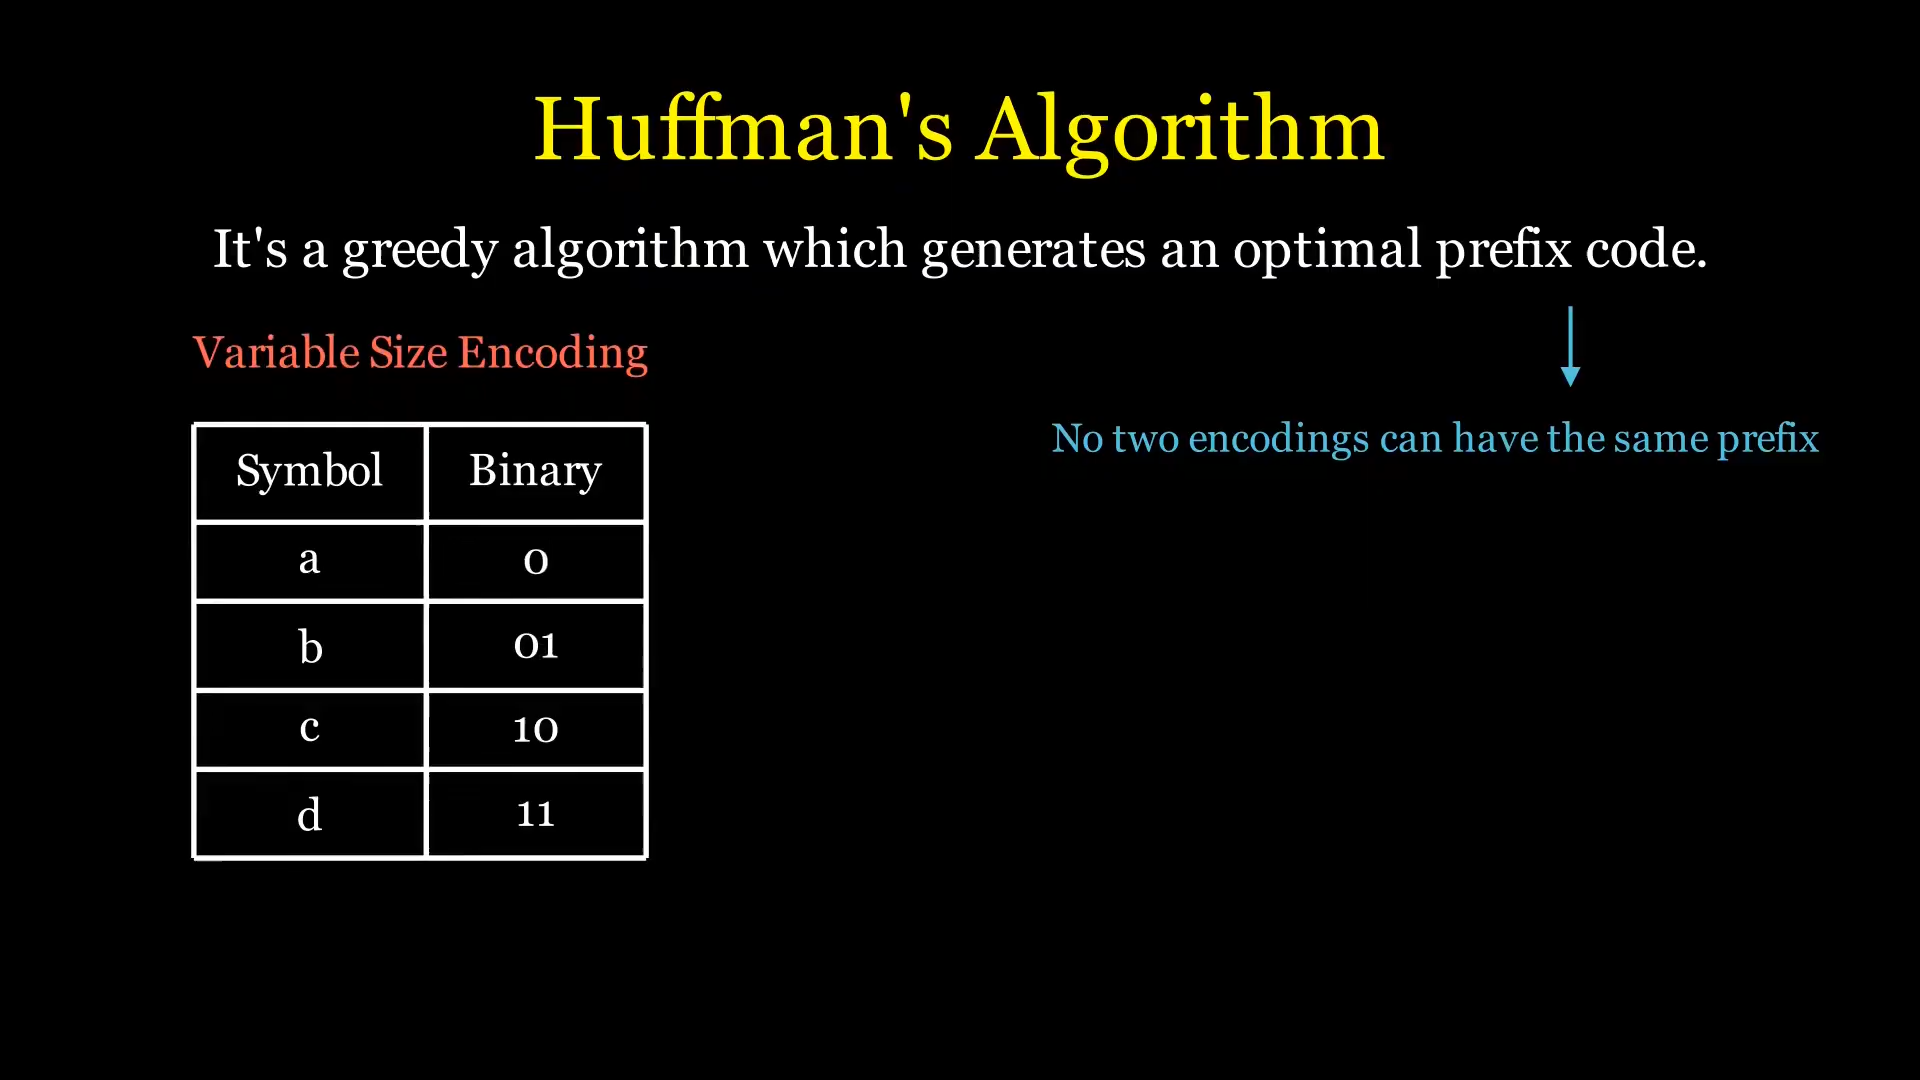 Huffman's Algorithm
It's a greedy algorithm which generates an optimal prefix code.
Variable Size Encoding
No two encodings can have the same prefix
Symbol Binary
a 0
b 01
c 10
d 11